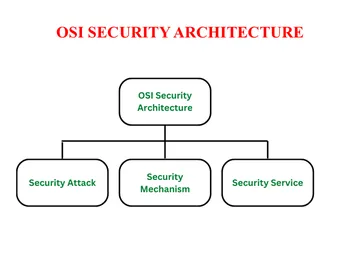 OSI SECURITY ARCHITECTURE
OSI Security
Architecture
Security Attack
Security
Mechanism
Security Service